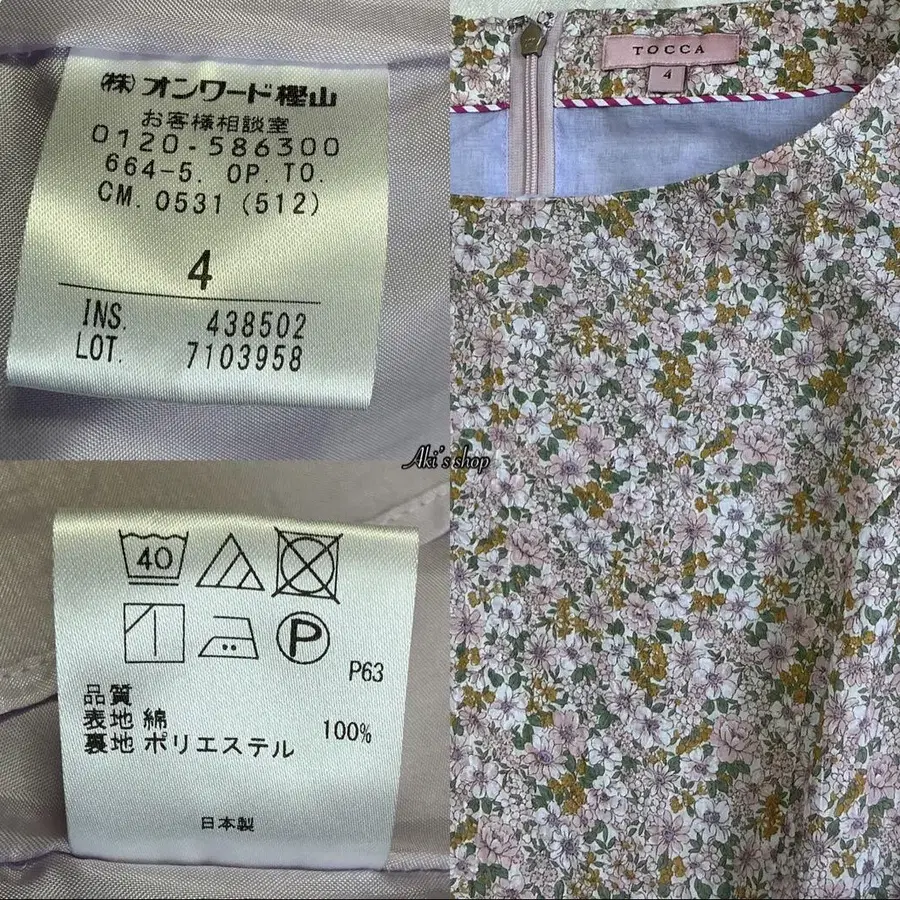 (株)オンワード樫山
お客様相談室
0120-586300
664-5. OP. TO.
CM. 0531 (512)
4
INS. 438502
LOT. 7103958
TOCCA
4
Aki's shop
40
P
P63
品質
表地 綿 100%
裏地 ポリエステル
日本製